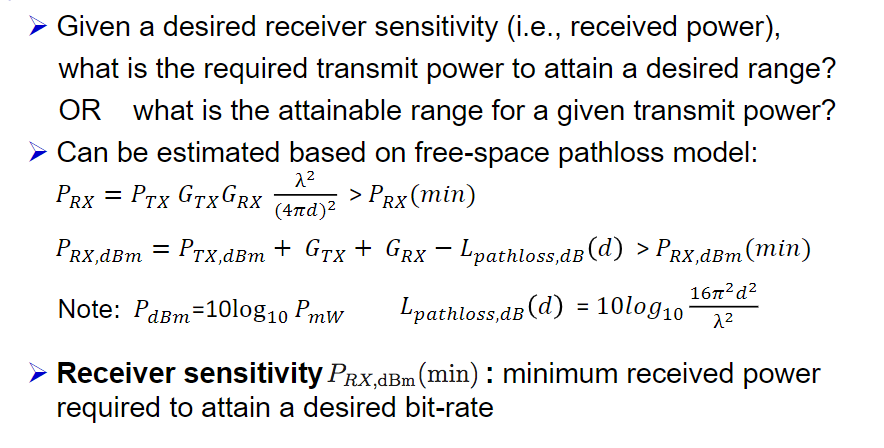 ➤ Given a desired receiver sensitivity (i.e., received power),
what is the required transmit power to attain a desired range?
OR what is the attainable range for a given transmit power?
➤ Can be estimated based on free-space pathloss model:
$P_{RX} = P_{TX} \, G_{TX} G_{RX} \, \frac{\lambda^2}{(4\pi d)^2} > P_{RX}(min)$
$P_{RX,dBm} = P_{TX,dBm} + G_{TX} + G_{RX} - L_{pathloss,dB}(d) > P_{RX,dBm}(min)$
Note: $P_{dBm}$=10$\log_{10} P_{mW}$ $L_{pathloss,dB}(d) = 10log_{10} \frac{16\pi^2 d^2}{\lambda^2}$
➤ Receiver sensitivity $P_{RX,dBm}$(min) : minimum received power
required to attain a desired bit-rate